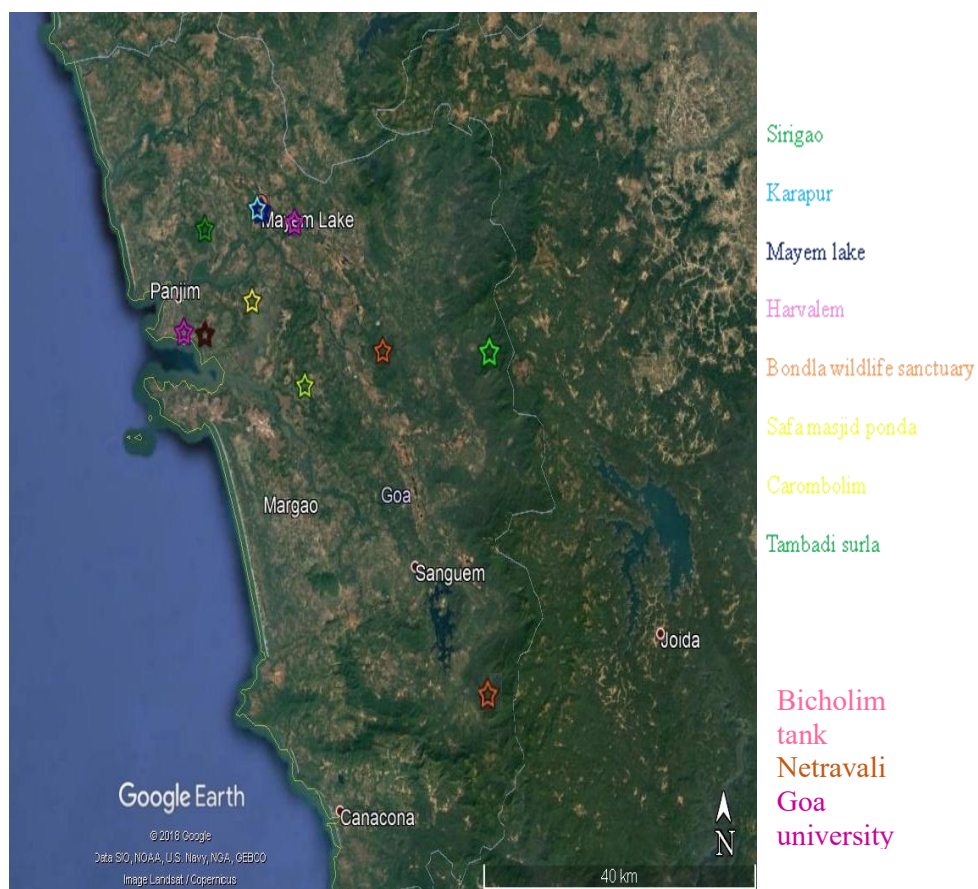 Mayem Lake
Panjim
Goa
Margao
Sanguem
Joida
Canacona
Google Earth
© 2018 Google
Data SIO, NOAA, U.S. Navy, NGA, GEBCO
Image Landsat / Copernicus
N
40 km
Sirigao
Karapur
Mayem lake
Harvalem
Bondla wildlife sanctuary
Safa masjid ponda
Carombolim
Tambadi surla
Bicholim
tank
Netravali
Goa
university